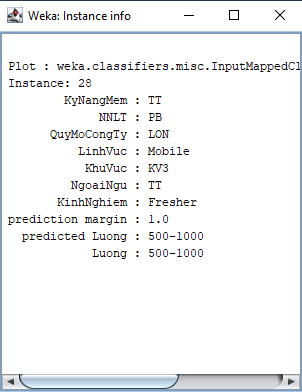 Weka: Instance info
Plot : weka.classifiers.misc.InputMappedCl
Instance: 28
KyNangMem : TT
NNLT : PB
QuyMoCongTy : LON
LinhVuc : Mobile
KhuVuc : KV3
NgoaiNgu : TT
KinhNghiem : Fresher
prediction margin : 1.0
predicted Luong : 500-1000
Luong : 500-1000